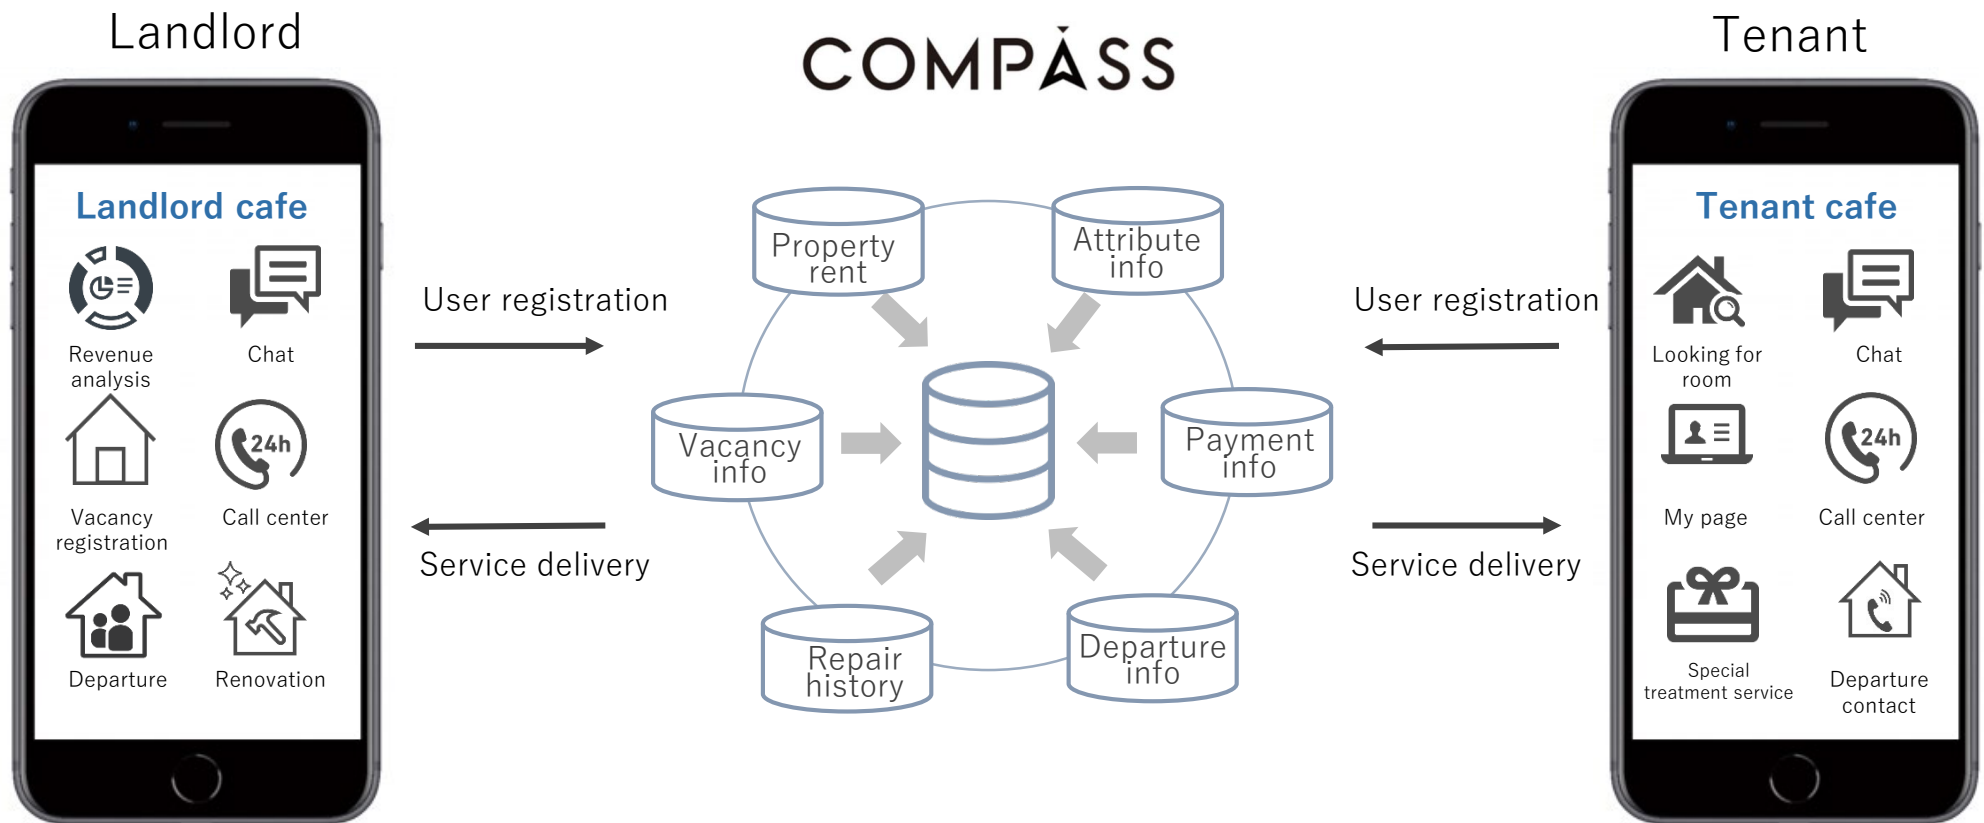 Landlord
COMPASS
Tenant
Landlord cafe
Revenue
analysis
Chat
Vacancy
registration
24h
Call center
Departure
Renovation
User registration
Service delivery
Property
rent
Attribute
info
Vacancy
info
Payment
info
Repair
history
Departure
info
User registration
Service delivery
Tenant cafe
Looking for
room
Chat
My page
24h
Call center
Special
treatment service
Departure
contact